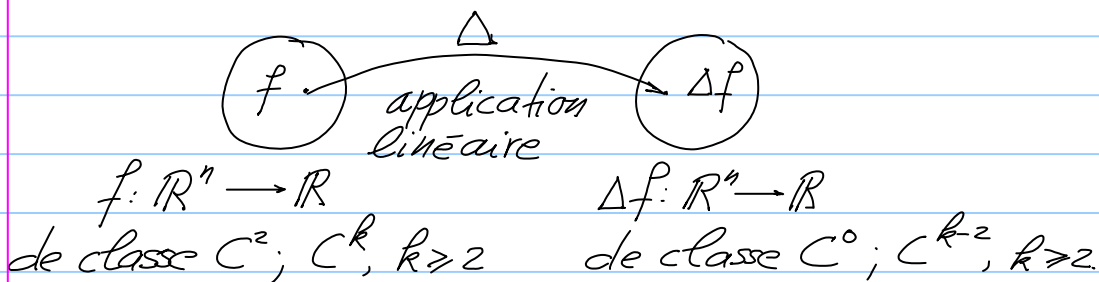 Δ
f Δf
application
linéaire
f: ℝⁿ → ℝ Δf: ℝⁿ → ℝ
de classe C²; Cᵏ, k⩾2 de classe C⁰; Cᵏ⁻², k⩾2.